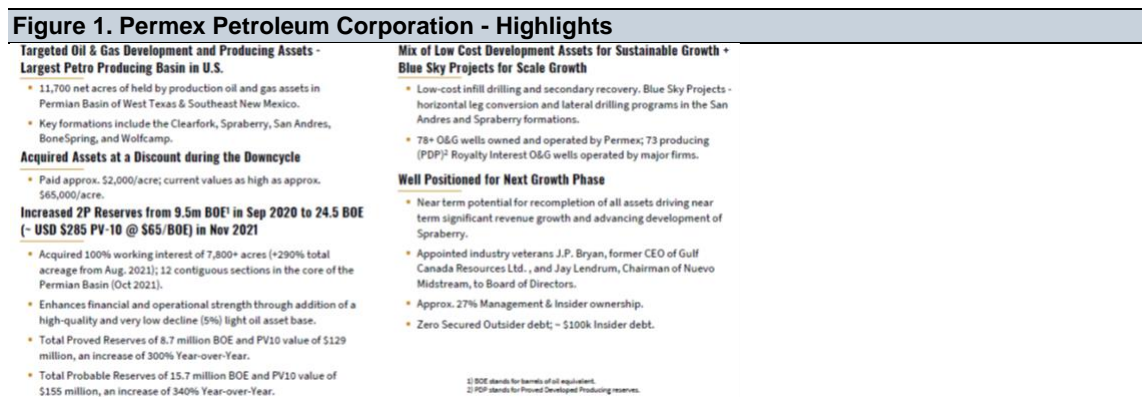 Figure 1. Permex Petroleum Corporation - Highlights
Targeted Oil & Gas Development and Producing Assets -
Largest Petro Producing Basin in U.S.
• 11,700 net acres of held by production oil and gas assets in
Permian Basin of West Texas & Southeast New Mexico.
• Key formations include the Clearfork, Spraberry, San Andres,
BoneSpring, and Wolfcamp.
Acquired Assets at a Discount during the Downcycle
• Paid approx. $2,000/acre; current values as high as approx.
$65,000/acre.
Increased 2P Reserves from 9.5m BOE¹ in Sep 2020 to 24.5 BOE
(~ USD $285 PV-10 @ $65/BOE) in Nov 2021
• Acquired 100% working interest of 7,800+ acres (+290% total
acreage from Aug. 2021); 12 contiguous sections in the core of the
Permian Basin (Oct 2021).
• Enhances financial and operational strength through addition of a
high-quality and very low decline (5%) light oil asset base.
• Total Proved Reserves of 8.7 million BOE and PV10 value of $129
million, an increase of 300% Year-over-Year.
• Total Probable Reserves of 15.7 million BOE and PV10 value of
$155 million, an increase of 340% Year-over-Year.
Mix of Low Cost Development Assets for Sustainable Growth +
Blue Sky Projects for Scale Growth
• Low-cost infill drilling and secondary recovery. Blue Sky Projects -
horizontal leg conversion and lateral drilling programs in the San
Andres and Spraberry formations.
• 78+ O&G wells owned and operated by Permex; 73 producing
(PDP)² Royalty Interest O&G wells operated by major firms.
Well Positioned for Next Growth Phase
• Near term potential for recompletion of all assets driving near
term significant revenue growth and advancing development of
Spraberry.
• Appointed industry veterans J.P. Bryan, former CEO of Gulf
Canada Resources Ltd. , and Jay Lendrum, Chairman of Nuevo
Midstream, to Board of Directors.
• Approx. 27% Management & Insider ownership.
• Zero Secured Outsider debt; ~ $100k Insider debt.
1) BOE stands for barrels of oil equivalent.
2) PDP stands for Proved Developed Producing reserves.